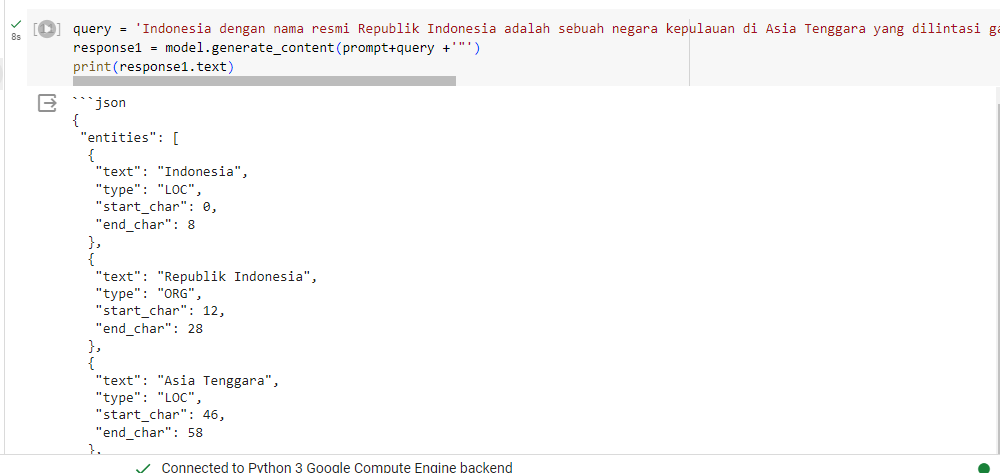 8s
query = 'Indonesia dengan nama resmi Republik Indonesia adalah sebuah negara kepulauan di Asia Tenggara yang dilintasi ga
response1 = model.generate_content(prompt+query +'"')
print(response1.text)
```json
{
"entities": [
{
"text": "Indonesia",
"type": "LOC",
"start_char": 0,
"end_char": 8
},
{
"text": "Republik Indonesia",
"type": "ORG",
"start_char": 12,
"end_char": 28
},
{
"text": "Asia Tenggara",
"type": "LOC",
"start_char": 46,
"end_char": 58
},
Connected to Python 3 Google Compute Engine backend